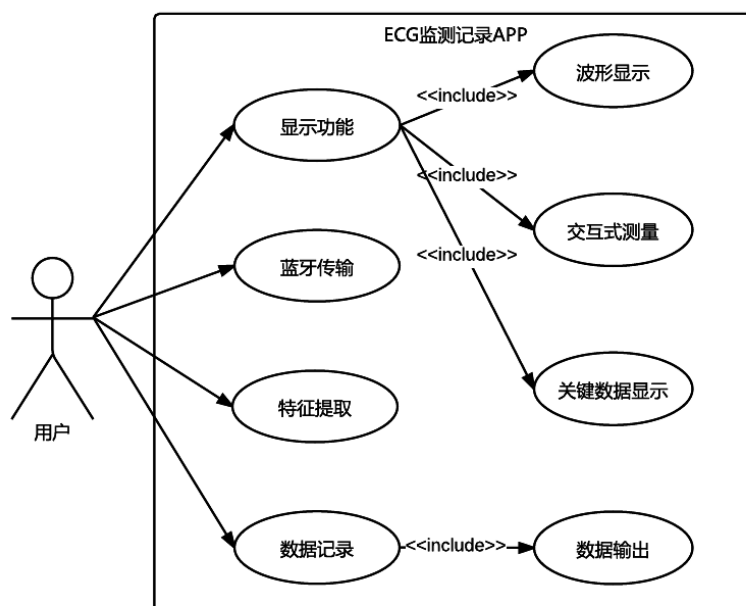 ECG监测记录APP
波形显示
<<include>>
显示功能
<<include>>
交互式测量
<<include>>
蓝牙传输
关键数据显示
特征提取
用户
数据记录
<<include>>
数据输出